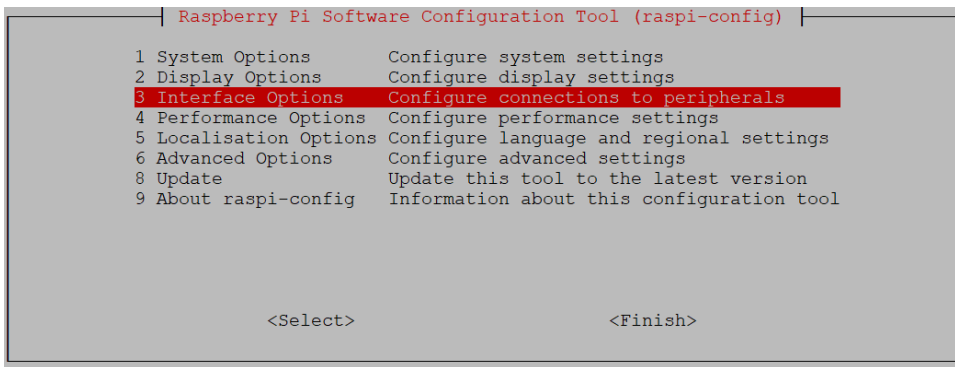 Raspberry Pi Software Configuration Tool (raspi-config)
1 System Options Configure system settings
2 Display Options Configure display settings
3 Interface Options Configure connections to peripherals
4 Performance Options Configure performance settings
5 Localisation Options Configure language and regional settings
6 Advanced Options Configure advanced settings
8 Update Update this tool to the latest version
9 About raspi-config Information about this configuration tool
<Select> <Finish>